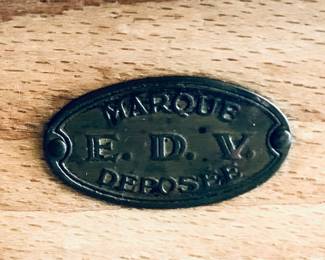 MARQUE
E. D. V.
DEPOSEE